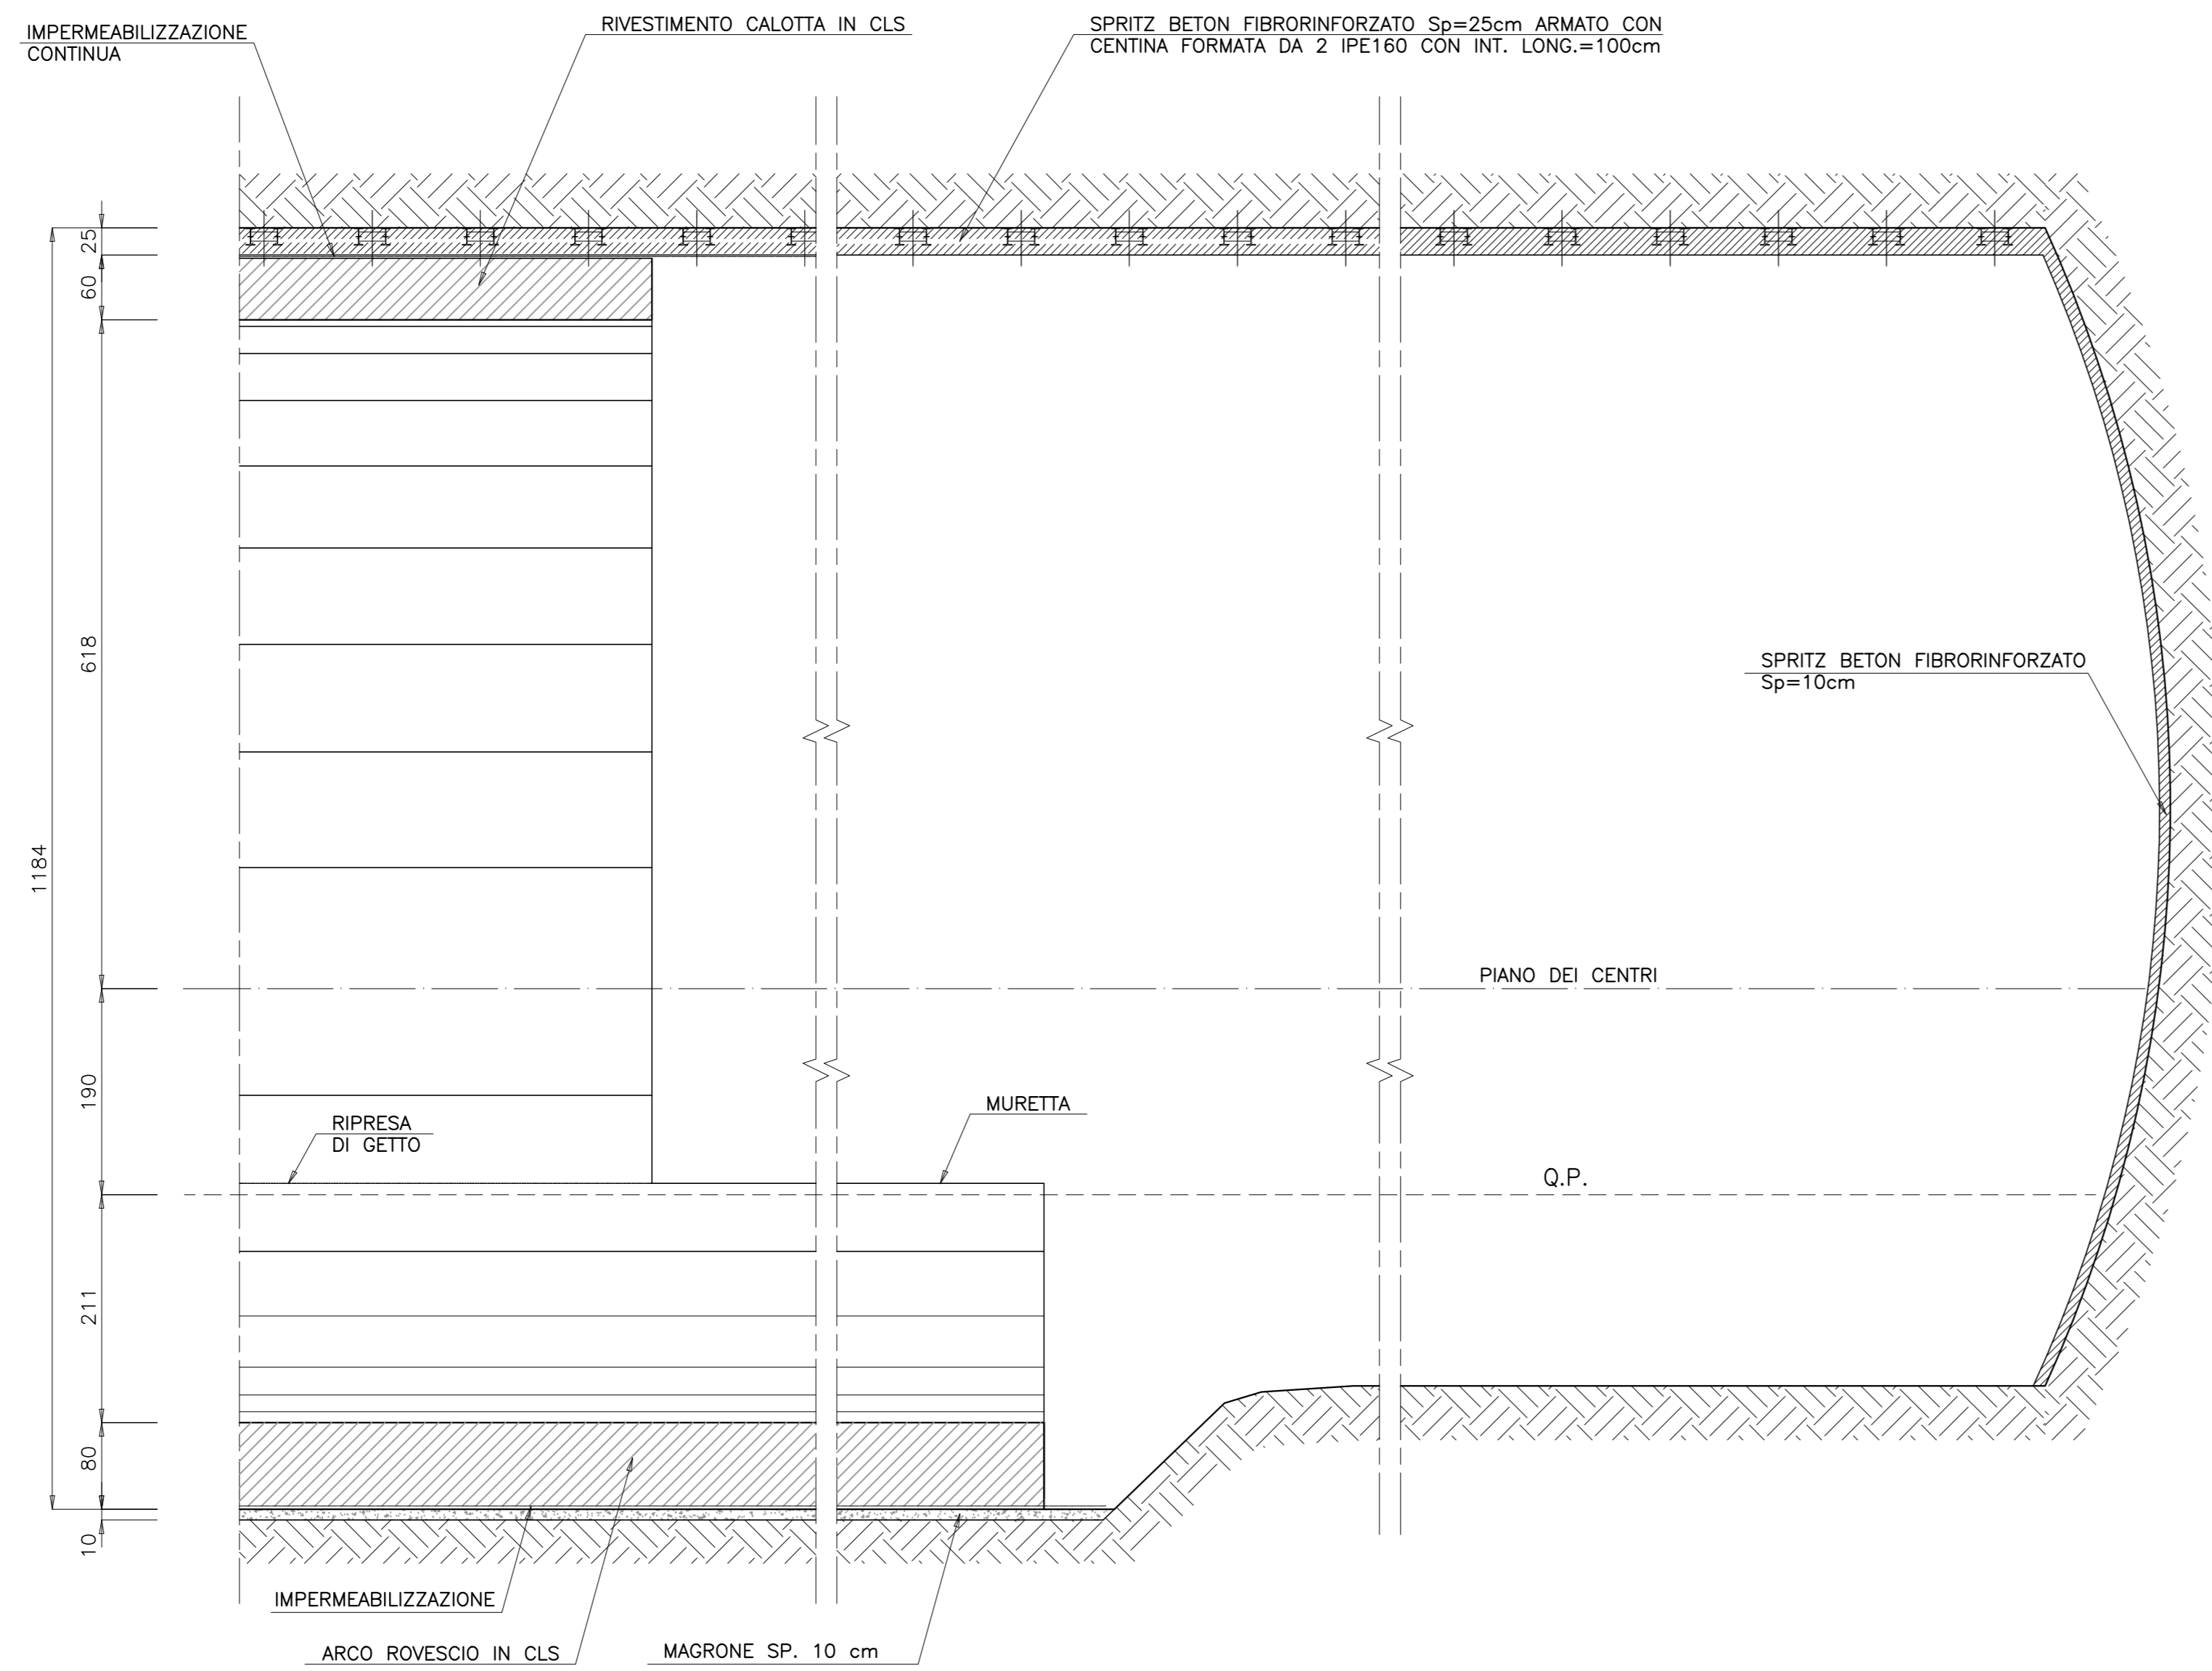 IMPERMEABILIZZAZIONE
CONTINUA
RIVESTIMENTO CALOTTA IN CLS
SPRITZ BETON FIBRORINFORZATO Sp=25cm ARMATO CON
CENTINA FORMATA DA 2 IPE160 CON INT. LONG.=100cm
25
60
618
SPRITZ BETON FIBRORINFORZATO
Sp=10cm
1184
PIANO DEI CENTRI
190
MURETTA
RIPRESA
DI GETTO
Q.P.
211
80
10
IMPERMEABILIZZAZIONE
ARCO ROVESCIO IN CLS
MAGRONE SP. 10 cm